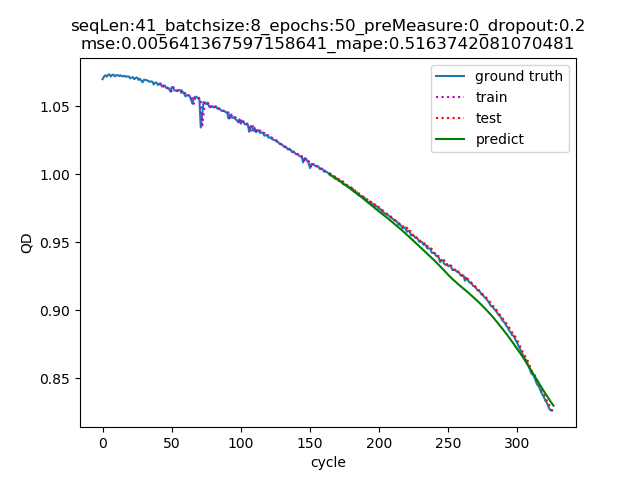 seqLen:41_batchsize:8_epochs:50_preMeasure:0_dropout:0.2
mse:0.005641367597158641_mape:0.5163742081070481
ground truth
train
test
predict
1.05
1.00
0.95
0.90
0.85
QD
0
50
100
150
200
250
300
cycle